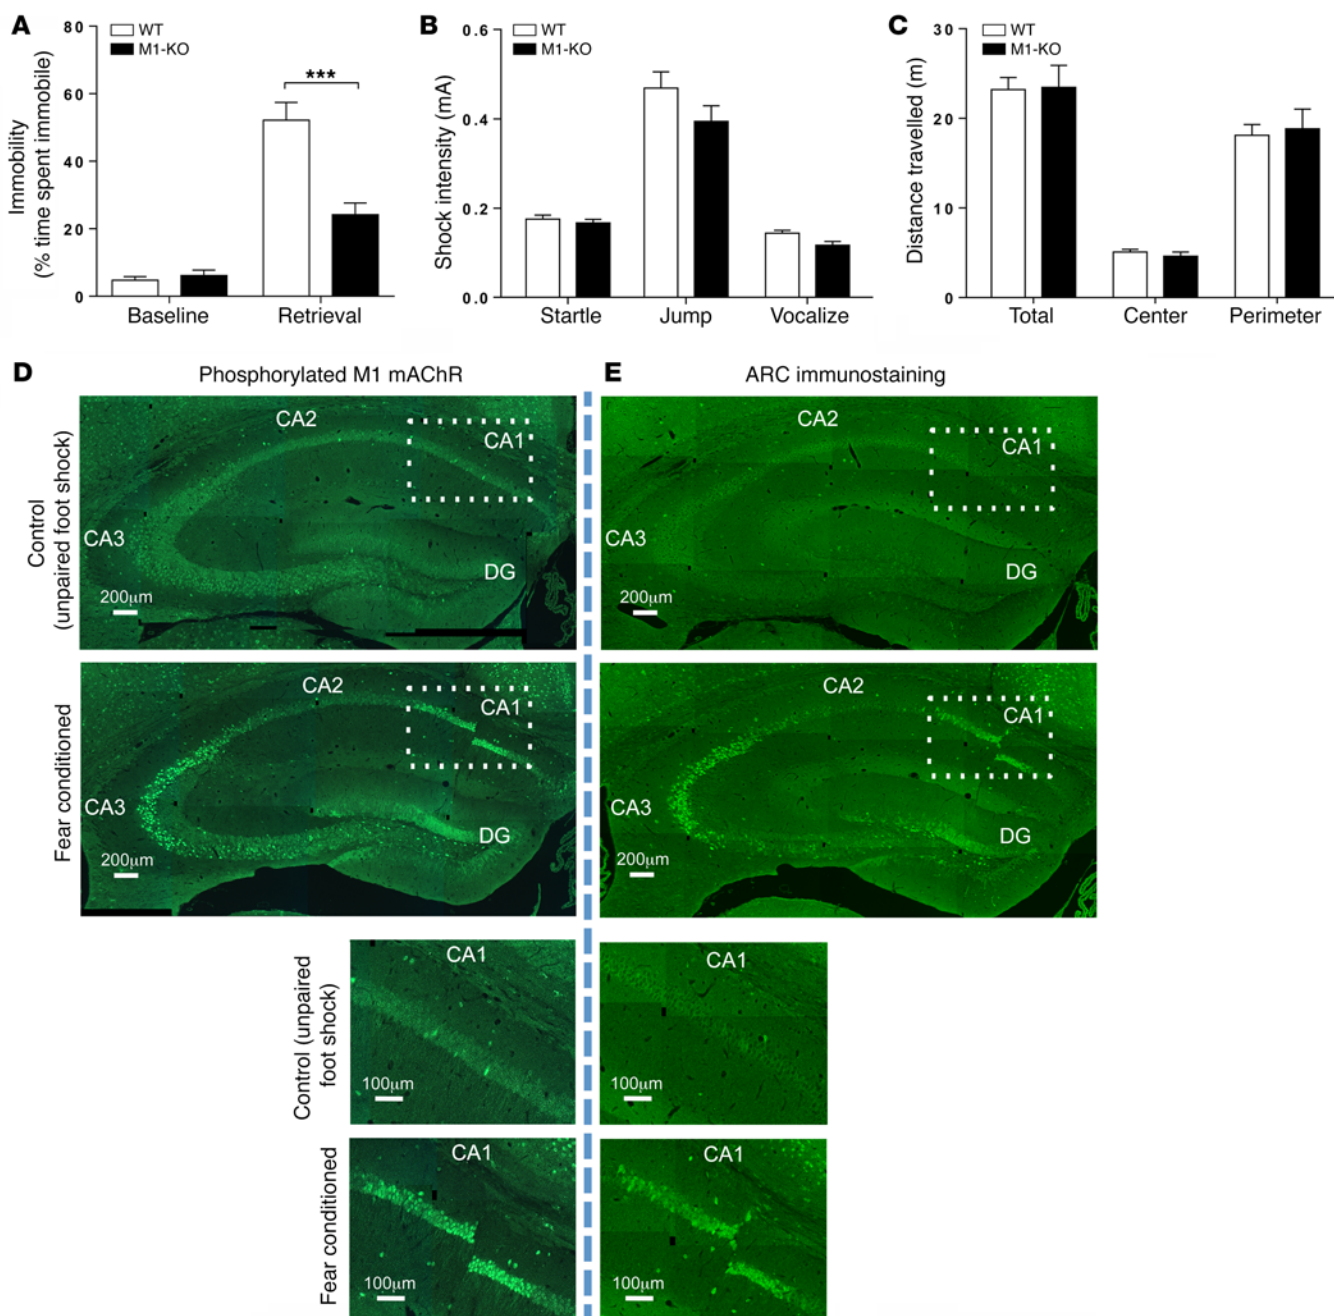 A
WT
M1-KO
Immobility
(% time spent immobile)
80
60
40
20
0
***
Baseline
Retrieval
B
WT
M1-KO
Shock intensity (mA)
0.6
0.4
0.2
0.0
Startle
Jump
Vocalize
C
WT
M1-KO
Distance travelled (m)
30
20
10
0
Total
Center
Perimeter
D
Phosphorylated M1 mAChR
E
ARC immunostaining
Control
(unpaired foot shock)
CA2
CA1
CA3
DG
200µm
CA2
CA1
CA3
DG
200µm
Fear conditioned
CA2
CA1
CA3
DG
200µm
CA2
CA1
CA3
DG
200µm
Control (unpaired
foot shock)
CA1
100µm
CA1
100µm
Fear conditioned
CA1
100µm
CA1
100µm